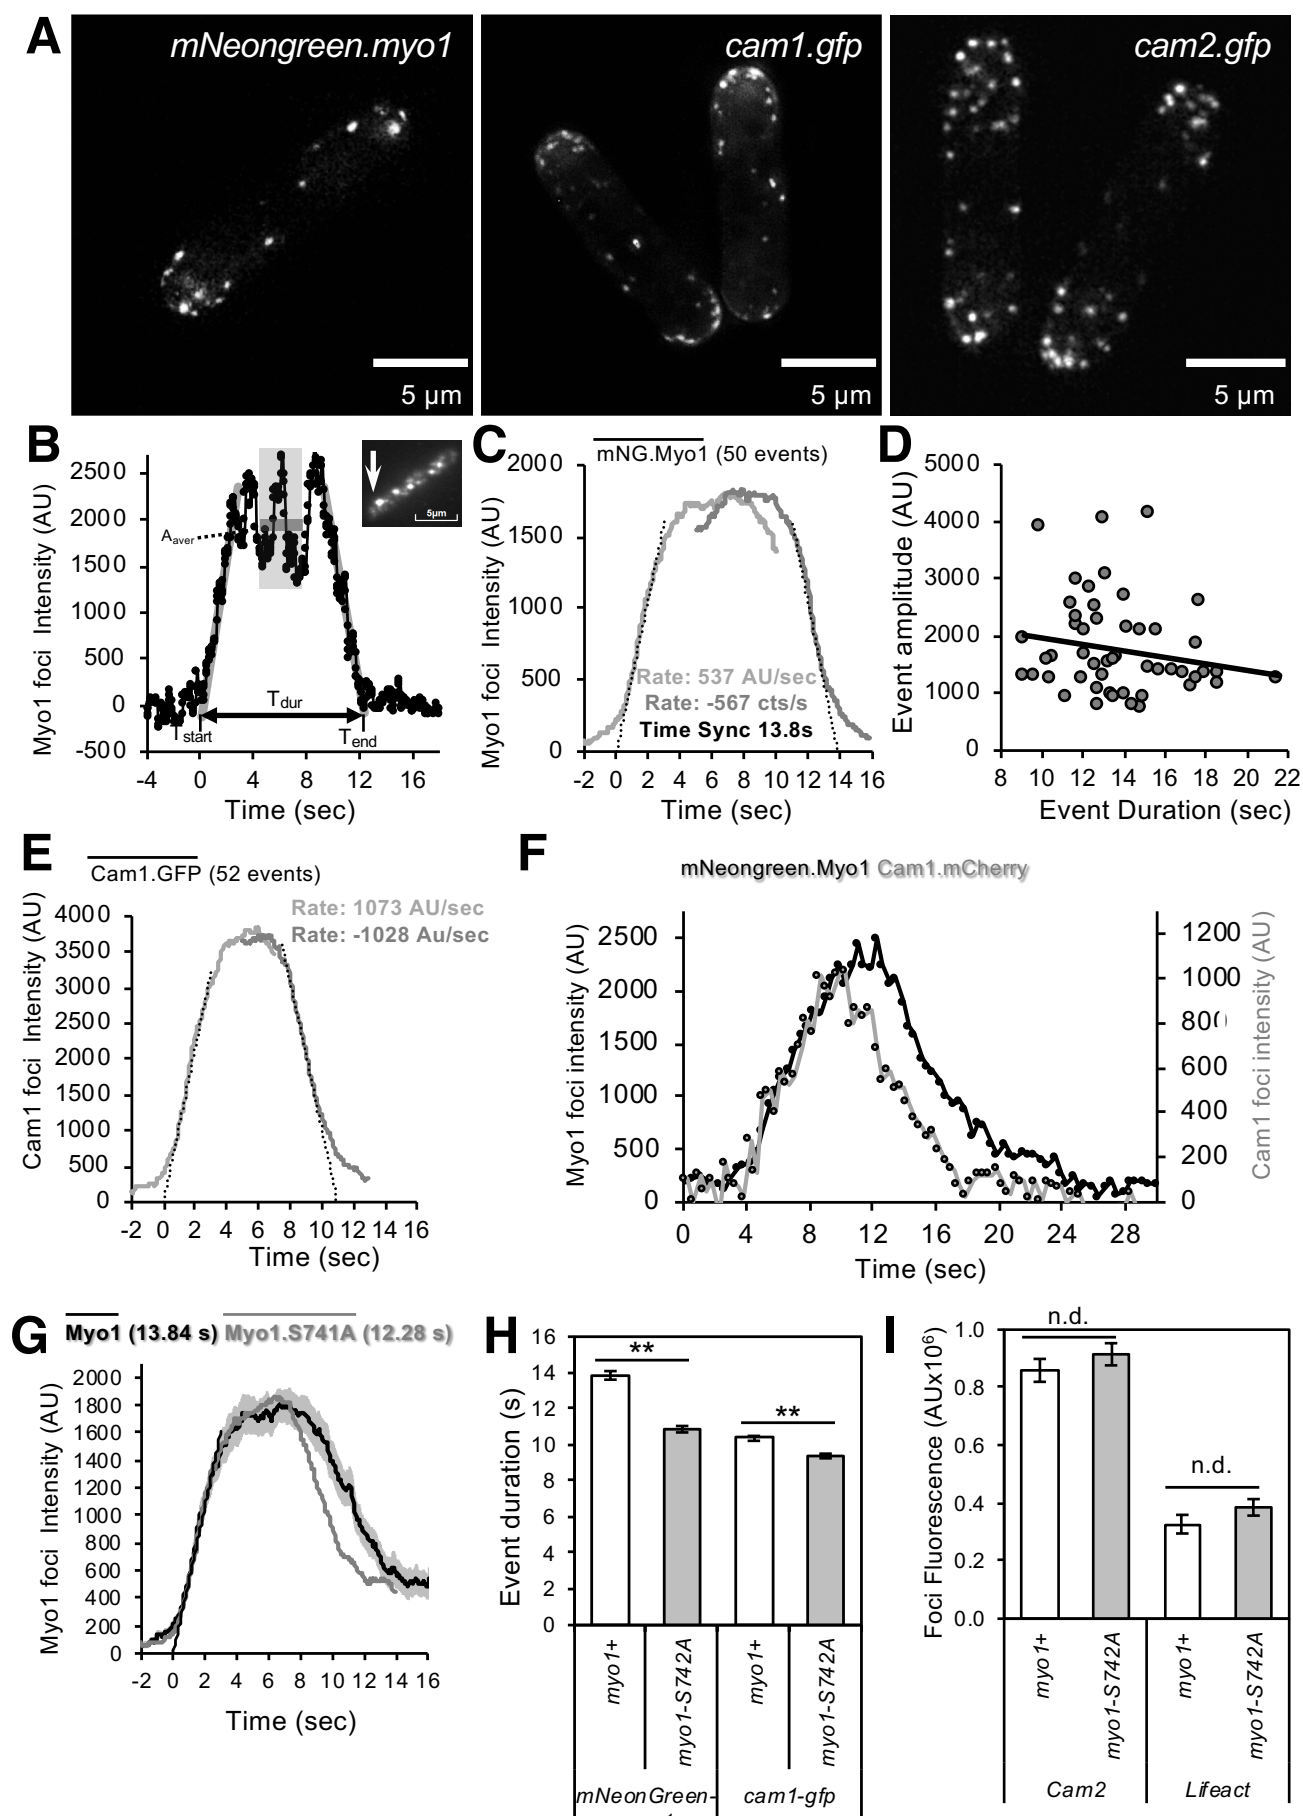 A
mNeongreen.myo1
cam1.gfp
cam2.gfp
5 µm
5 µm
5 µm
B
Myo1 foci Intensity (AU)
2500
2000
1500
1000
500
0
-500
Aaver
5µm
Tdur
Tstart
Tend
-4 0 4 8 12
Time (sec)
C
mNG.Myo1 (50 events)
Myo1 foci Intensity (AU)
2000
1500
1000
500
0
Rate: 537 AU/sec
Rate: -567 cts/s
Time Sync 13.8s
-2 0 2 4 6 8 10 12 14 16
Time (sec)
D
Event amplitude (AU)
5000
4000
3000
2000
1000
0
8 10 12 14 16 18 20 22
Event Duration (sec)
E
Cam1.GFP (52 events)
Rate: 1073 AU/sec
Rate: -1028 Au/sec
Cam1 foci Intensity (AU)
4000
3500
3000
2500
2000
1500
1000
500
0
-2 0 2 4 6 8 10 12 14 16
Time (sec)
F
mNeongreen.Myo1 Cam1.mCherry
Myo1 foci intensity (AU)
2500
2000
1500
1000
500
0
1200
1000
800
600
400
200
0
Cam1 foci intensity (AU)
0 4 8 12 16 20 24 28
Time (sec)
G
Myo1 (13.84 s) Myo1.S741A (12.28 s)
Myo1 foci Intensity (AU)
2000
1800
1600
1400
1200
1000
800
600
400
200
0
-2 0 2 4 6 8 10 12 14 16
Time (sec)
H
Event duration (s)
16
14
12
10
8
6
4
2
0
**
**
myo1+
myo1-S742A
myo1+
myo1-S742A
mNeonGreen-
cam1-gfp
I
Foci Fluorescence (AUx10⁶)
1.0
0.8
0.6
0.4
0.2
0.0
n.d.
n.d.
myo1+
myo1-S742A
myo1+
myo1-S742A
Cam2
Lifeact